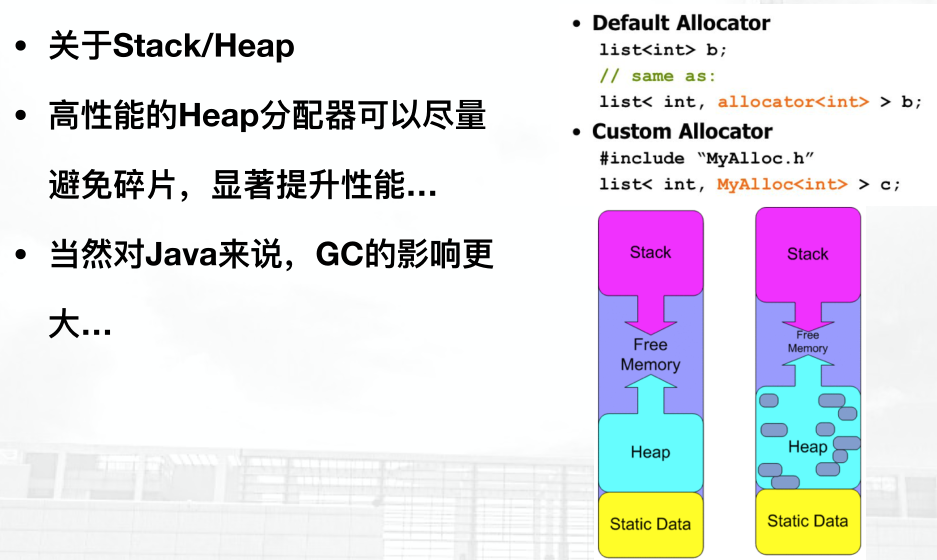 • 关于Stack/Heap
• 高性能的Heap分配器可以尽量
避免碎片，显著提升性能...
• 当然对Java来说，GC的影响更
大...
• Default Allocator
list<int> b;
// same as:
list< int, allocator<int> > b;
• Custom Allocator
#include “MyAlloc.h”
list< int, MyAlloc<int> > c;
Stack
Free
Memory
Heap
Static Data
Stack
Free
Memory
Heap
Static Data